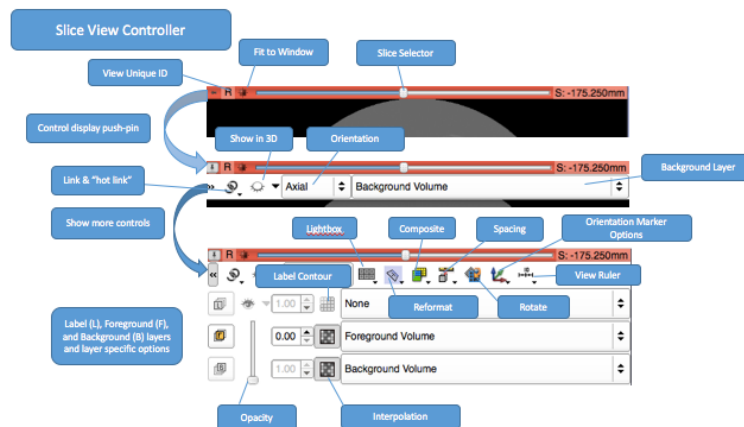 Slice View Controller
Fit to Window
Slice Selector
View Unique ID
R
S: -175.250mm
Control display push-pin
Show in 3D
Orientation
R
S: -175.250mm
Background Layer
Link & "hot link"
»
Axial
Background Volume
Show more controls
Lightbox
Composite
Spacing
Orientation Marker
Options
R
S: -175.250mm
«
Label Contour
View Ruler
Reformat
Rotate
Label (L), Foreground (F),
and Background (B) layers
and layer specific options
L
1.00
None
F
0.00
Foreground Volume
B
1.00
Background Volume
Opacity
Interpolation